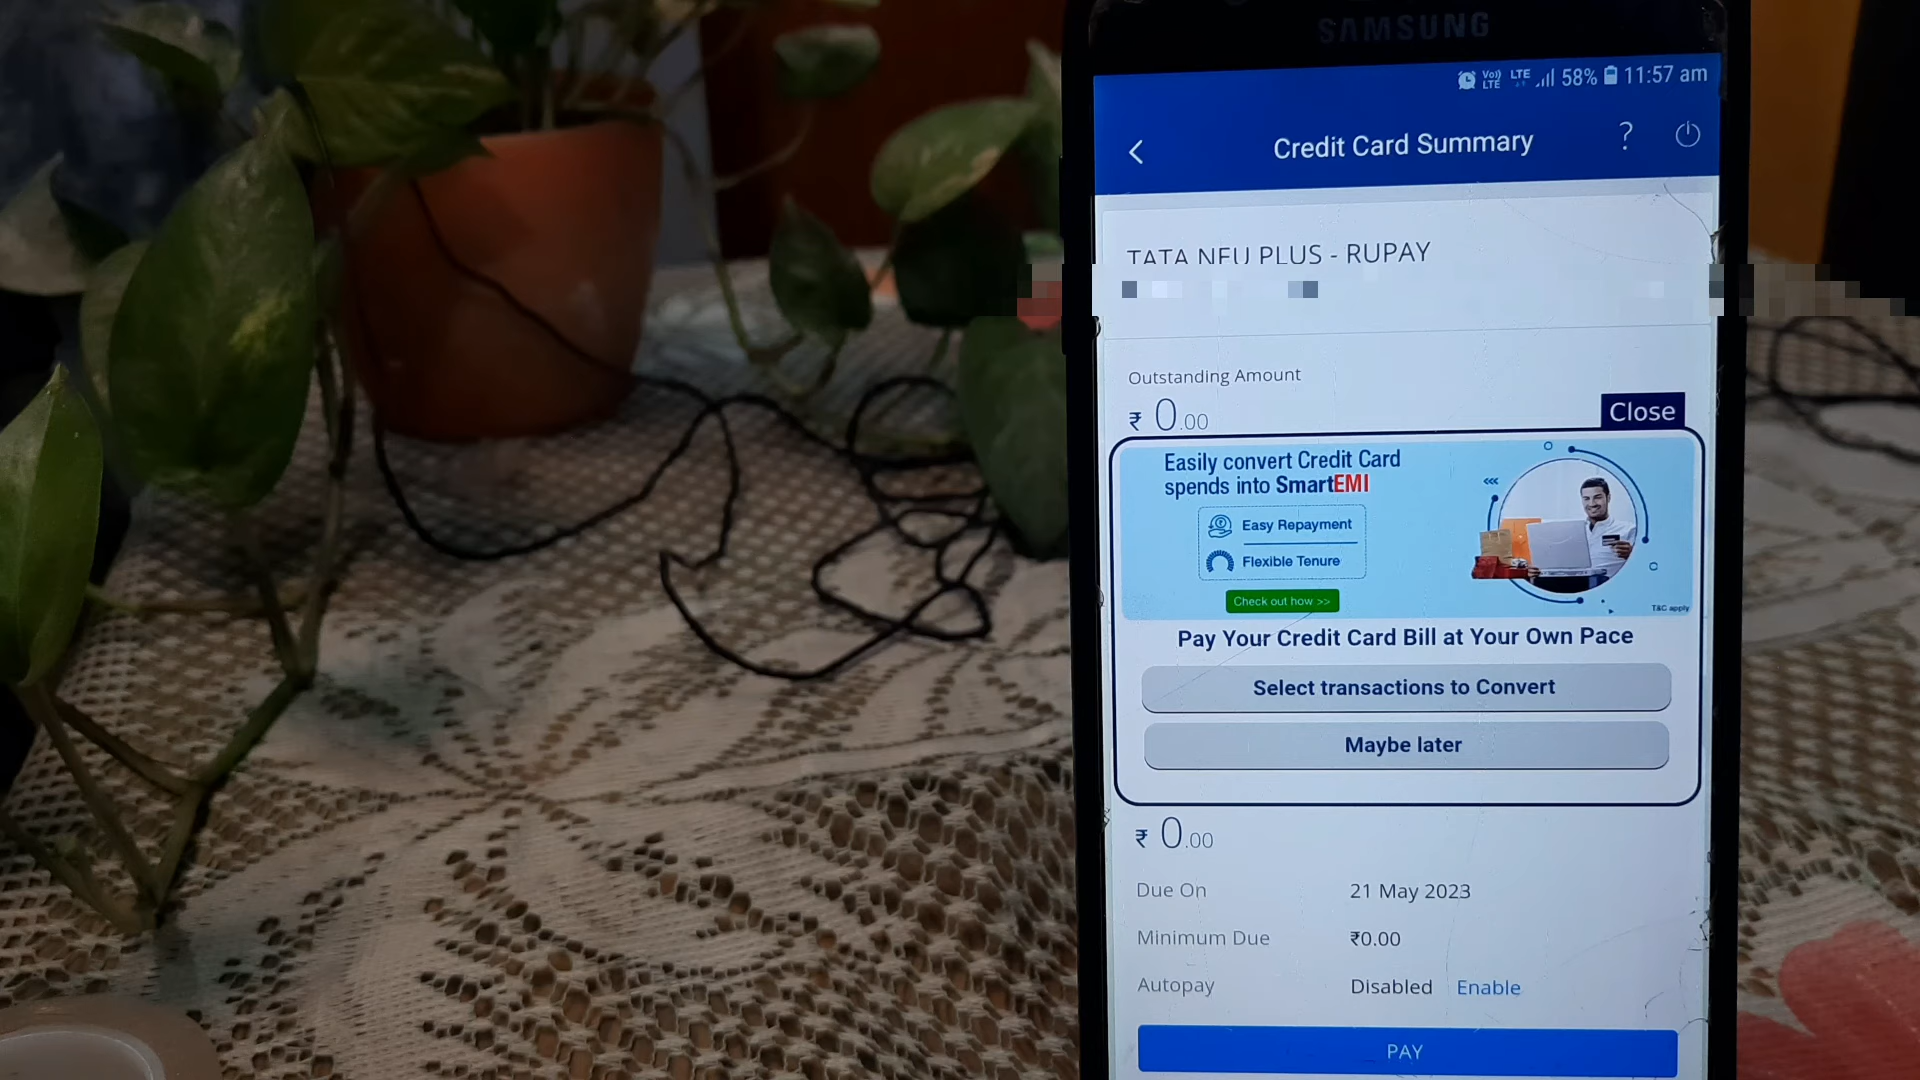 SAMSUNG
Vo)) LTE LTE 58% 11:57 am
Credit Card Summary ?
TATA NEU PLUS - RUPAY
Outstanding Amount
₹ 0.00
Close
Easily convert Credit Card
spends into SmartEMI
Easy Repayment
Flexible Tenure
Check out how >>
T&C apply
Pay Your Credit Card Bill at Your Own Pace
Select transactions to Convert
Maybe later
₹ 0.00
Due On 21 May 2023
Minimum Due ₹0.00
Autopay Disabled Enable
PAY